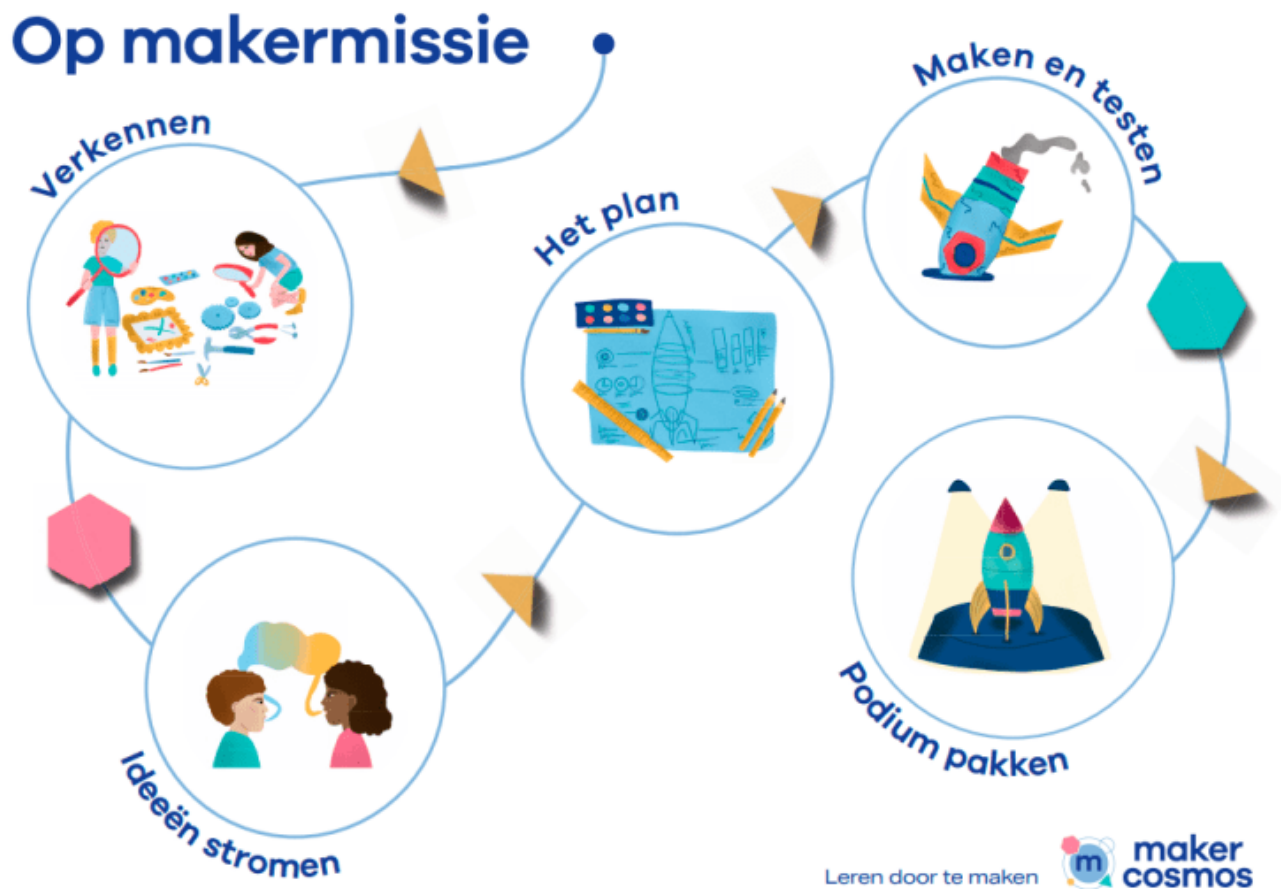 Op makermissie
Verkennen
Ideeën stromen
Het plan
Maken en testen
Podium pakken
Leren door te maken
m
maker
cosmos